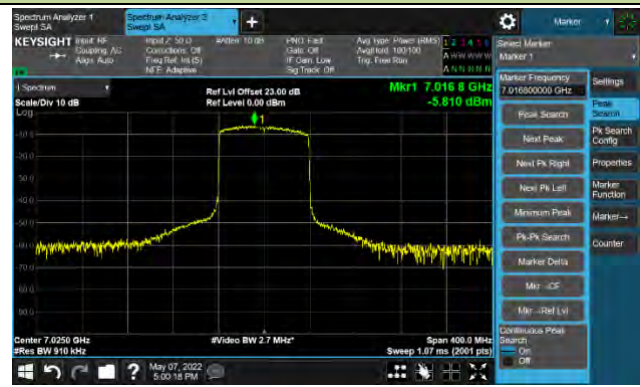 Spectrum Analyzer 1
Swept SA
Spectrum Analyzer 2
Swept SA
+
Marker
KEYSIGHT
Input: RF
Coupling: AC
Align: Auto
Input Z: 50 Ω
Corrections: Off
Freq Ref: Int (S)
NFE: Adaptive
#Atten: 10 dB
PNO: Fast
Gate: Off
IF Gain: Low
Sig Track: Off
Avg Type: Power (RMS)
Avg|Hold: 100/100
Trig: Free Run
1 2 3 4 5 6
A W W W W W
A N N N N N
Select Marker
Marker 1
1 Spectrum
Scale/Div 10 dB
Log
Ref Lvl Offset 23.00 dB
Ref Level 0.00 dBm
Mkr1 7.016 8 GHz
-5.810 dBm
1
-10.0
-20.0
-30.0
-40.0
-50.0
-60.0
-70.0
-80.0
-90.0
Center 7.0250 GHz
#Res BW 910 kHz
#Video BW 2.7 MHz*
Span 400.0 MHz
Sweep 1.07 ms (2001 pts)
Marker Frequency
7.016800000 GHz
Peak Search
Next Peak
Next Pk Right
Next Pk Left
Minimum Peak
Pk-Pk Search
Marker Delta
Mkr→CF
Mkr→Ref Lvl
Continuous Peak
Search
On
Off
Settings
Peak
Search
Pk Search
Config
Properties
Marker
Function
Marker→
Counter
?
May 07, 2022
5:00:18 PM